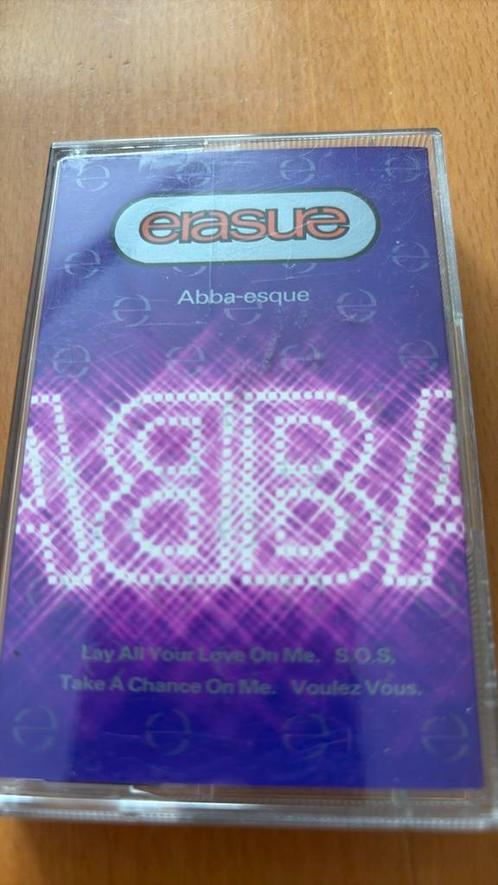 erasure
Abba-esque
ABBA
Lay All Your Love On Me. S.O.S,
Take A Chance On Me. Voulez Vous.